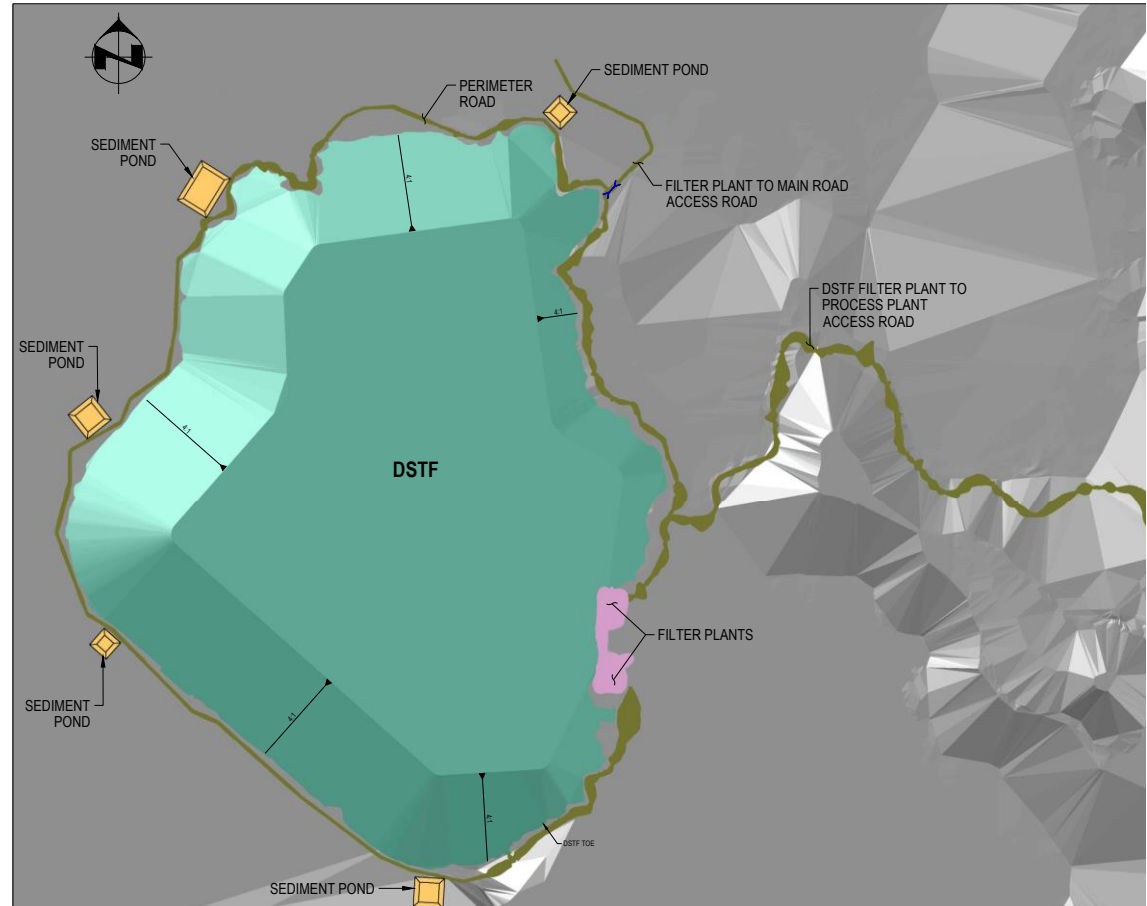 SEDIMENT POND
PERIMETER
ROAD
SEDIMENT
POND
FILTER PLANT TO MAIN ROAD
ACCESS ROAD
4:1
DSTF FILTER PLANT TO
PROCESS PLANT
ACCESS ROAD
4:1
SEDIMENT
POND
4:1
DSTF
FILTER PLANTS
SEDIMENT
POND
4:1
4:1
DSTF TOE
SEDIMENT POND